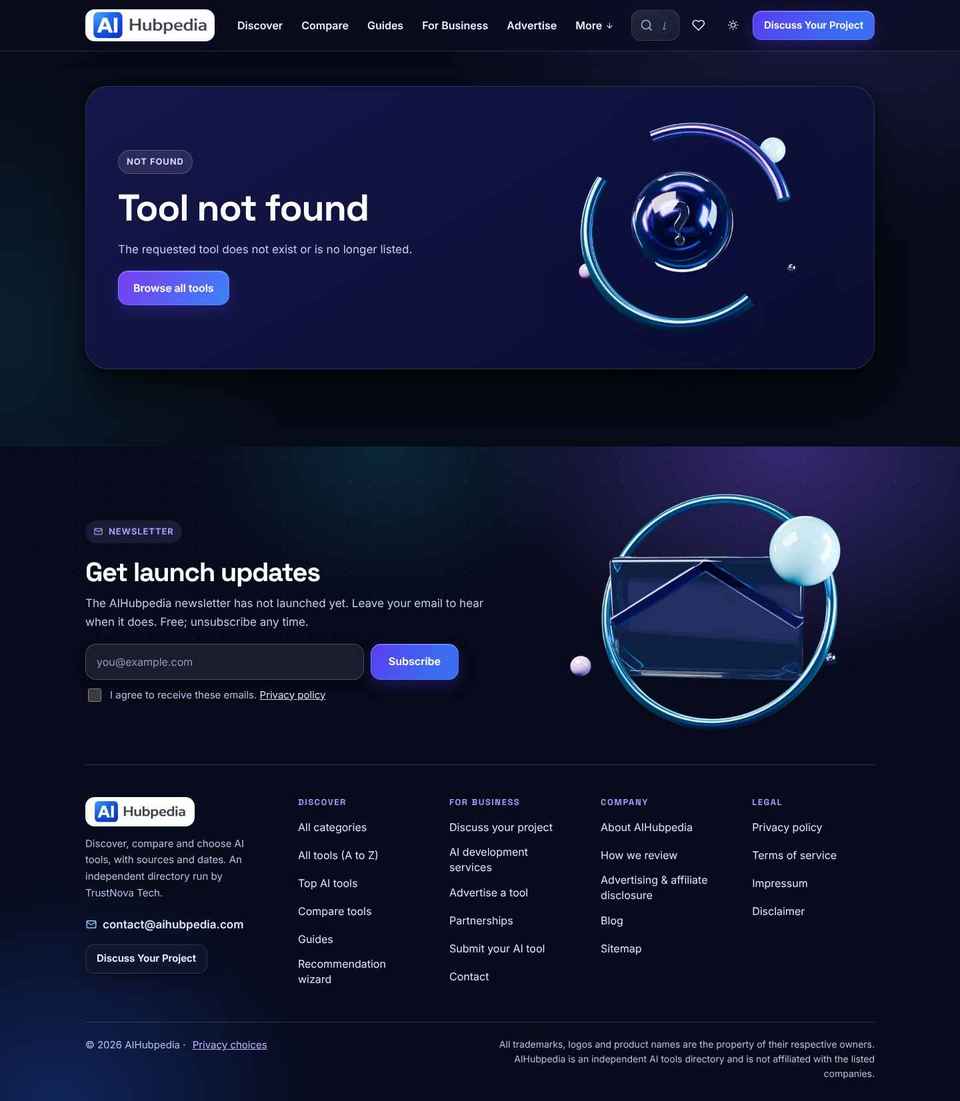 AI Hubpedia
Discover
Compare
Guides
For Business
Advertise
More ↓
/
Discuss Your Project
NOT FOUND
Tool not found
The requested tool does not exist or is no longer listed.
Browse all tools
?
NEWSLETTER
Get launch updates
The AIHubpedia newsletter has not launched yet. Leave your email to hear
when it does. Free; unsubscribe any time.
you@example.com
Subscribe
I agree to receive these emails. Privacy policy
AI Hubpedia
Discover, compare and choose AI
tools, with sources and dates. An
independent directory run by
TrustNova Tech.
contact@aihubpedia.com
Discuss Your Project
DISCOVER
All categories
All tools (A to Z)
Top AI tools
Compare tools
Guides
Recommendation
wizard
FOR BUSINESS
Discuss your project
AI development
services
Advertise a tool
Partnerships
Submit your AI tool
Contact
COMPANY
About AIHubpedia
How we review
Advertising & affiliate
disclosure
Blog
Sitemap
LEGAL
Privacy policy
Terms of service
Impressum
Disclaimer
© 2026 AIHubpedia · Privacy choices
All trademarks, logos and product names are the property of their respective owners.
AIHubpedia is an independent AI tools directory and is not affiliated with the listed
companies.